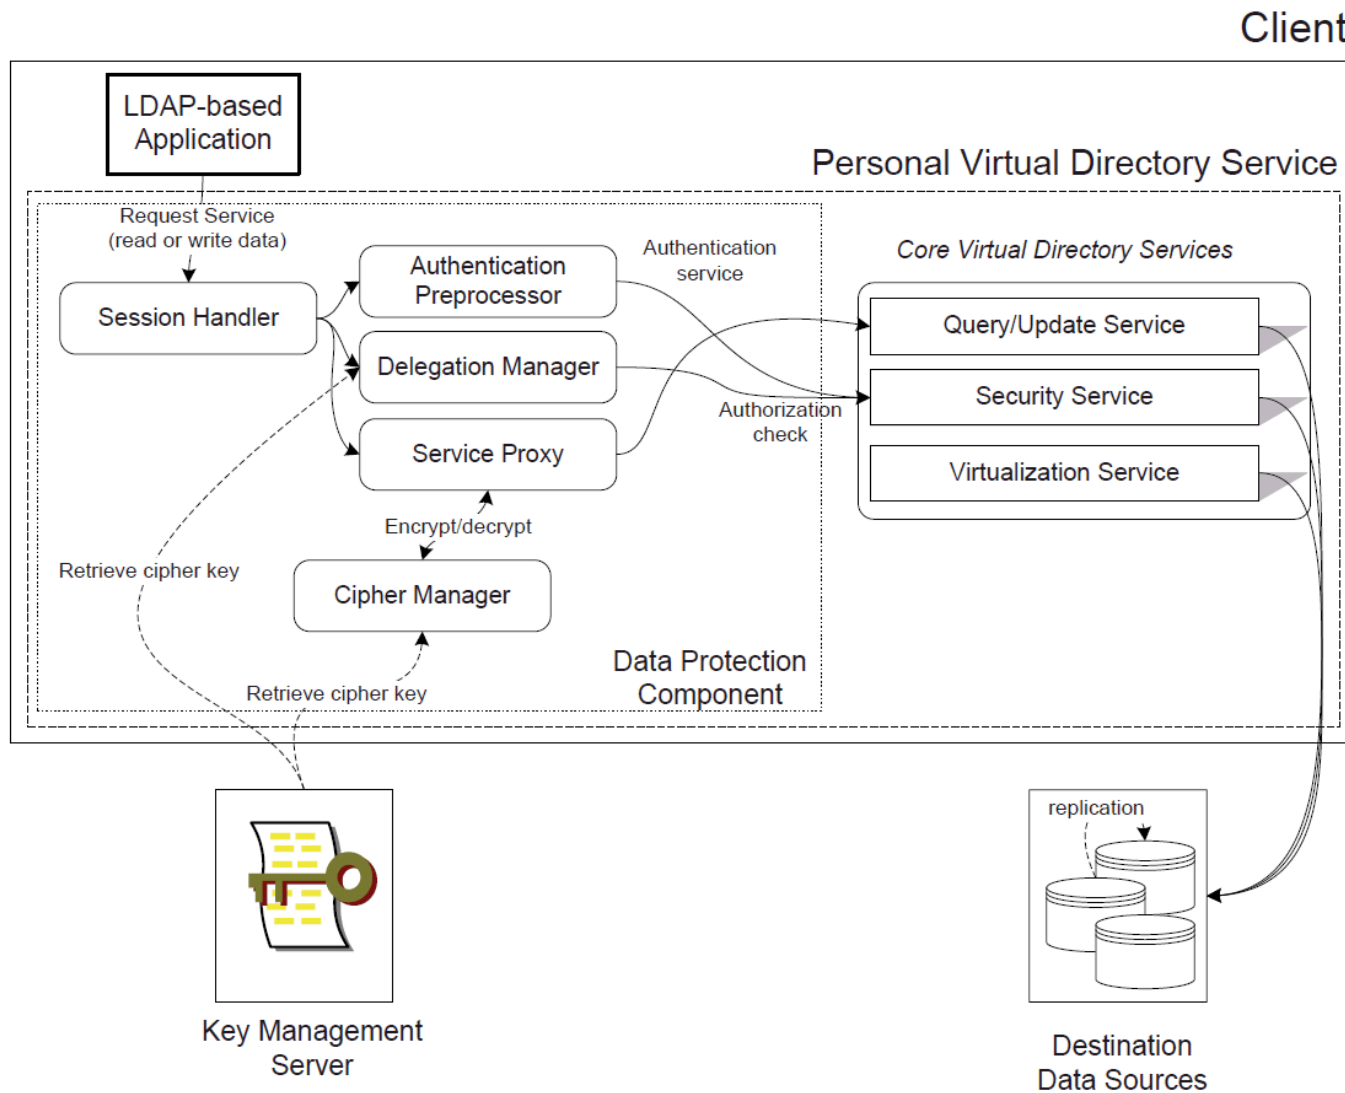 Client
LDAP-based
Application
Personal Virtual Directory Service
Request Service
(read or write data)
Authentication
Preprocessor
Authentication
service
Core Virtual Directory Services
Session Handler
Query/Update Service
Delegation Manager
Security Service
Authorization
check
Service Proxy
Virtualization Service
Encrypt/decrypt
Retrieve cipher key
Cipher Manager
Data Protection
Component
Retrieve cipher key
replication
Key Management
Server
Destination
Data Sources